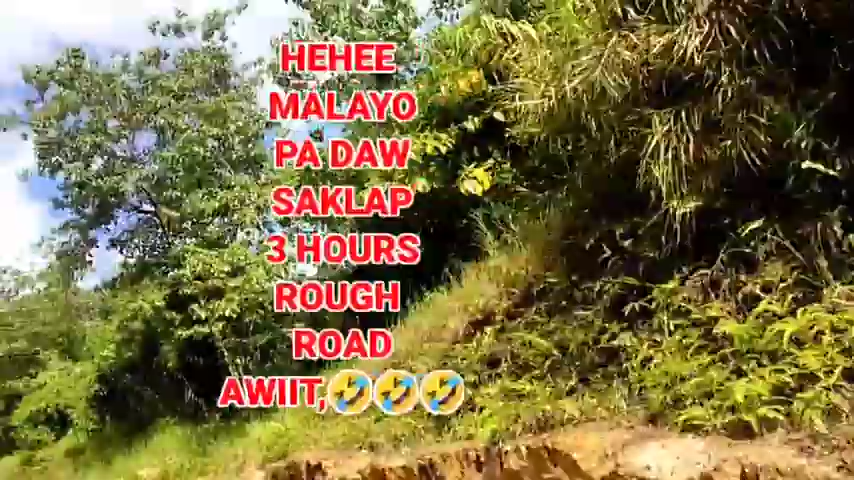 HEHEE
MALAYO
PA DAW
SAKLAP
3 HOURS
ROUGH
ROAD
AWIIT,🤣🤣🤣